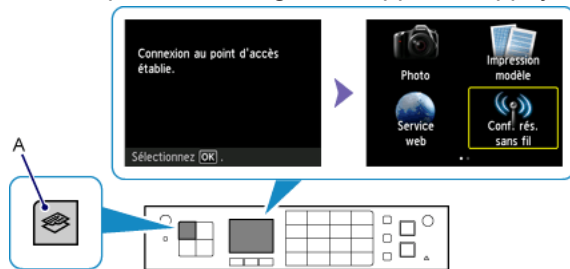 Connexion au point d'accès
établie.
Sélectionnez OK .
Photo
Impression
modèle
Service
web
Conf. rés.
sans fil
A